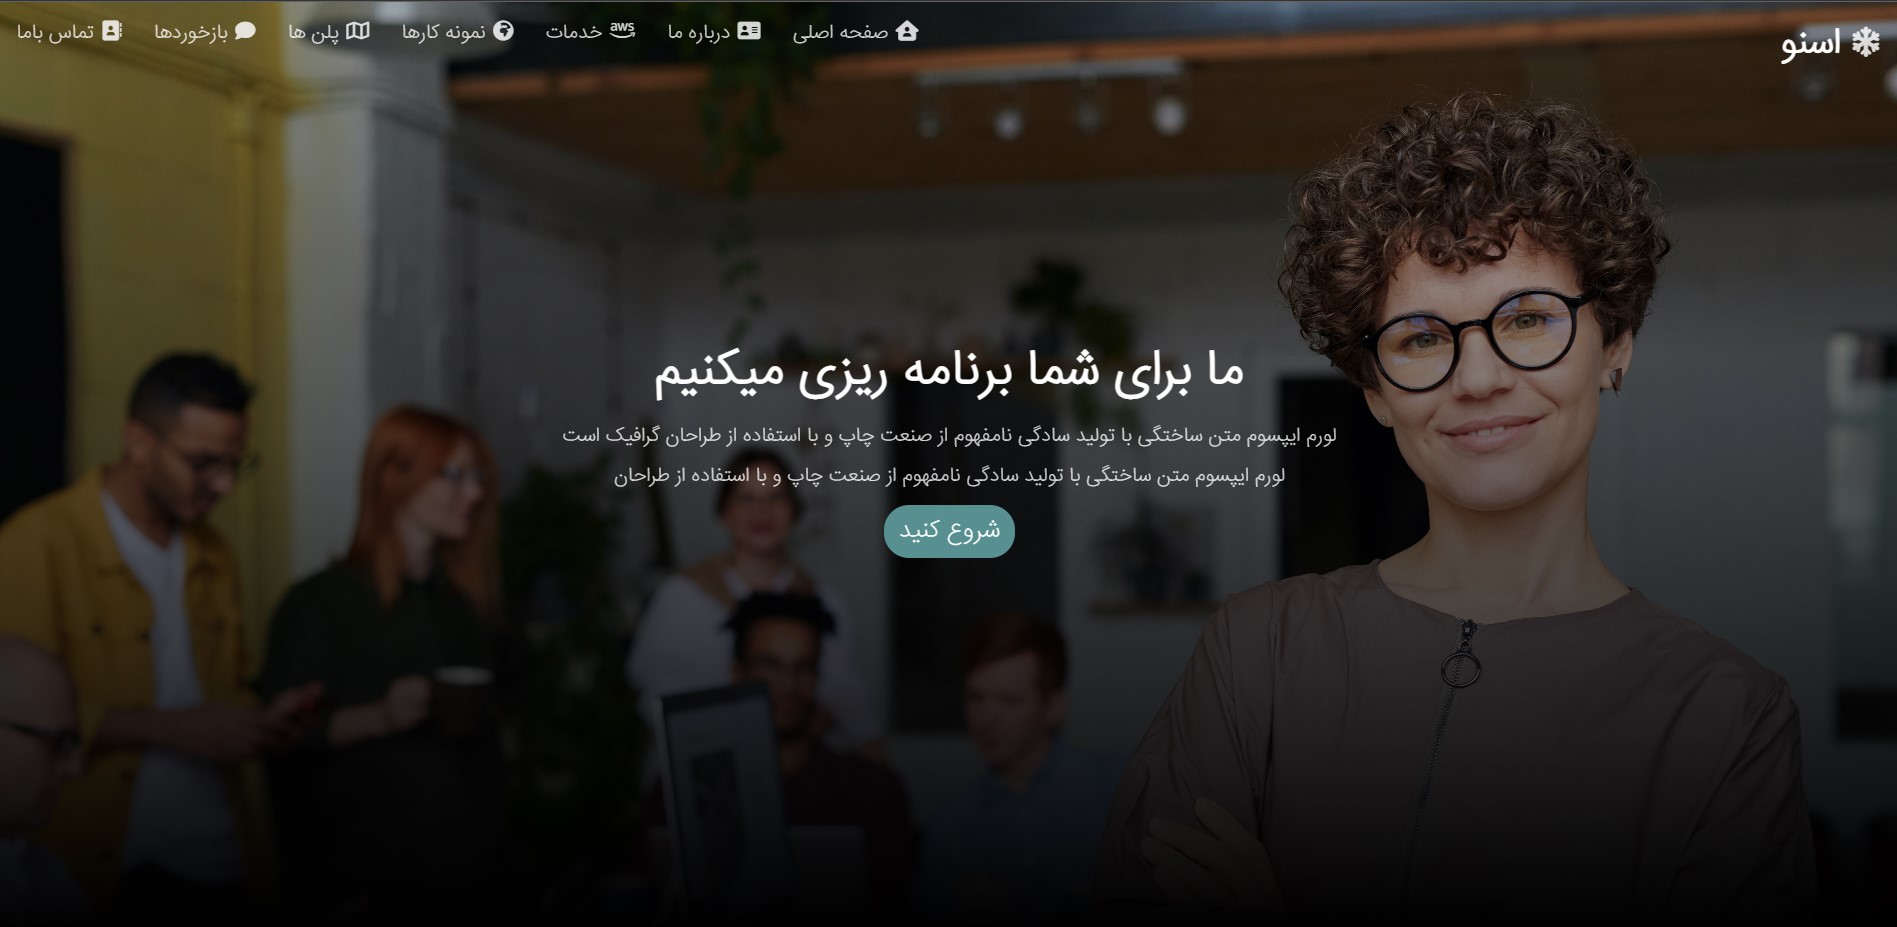 اسنو
صفحه اصلی
درباره ما
aws خدمات
نمونه کارها
پلن ها
بازخوردها
تماس باما
ما برای شما برنامه ریزی میکنیم
لورم ایپسوم متن ساختگی با تولید سادگی نامفهوم از صنعت چاپ و با استفاده از طراحان گرافیک است
لورم ایپسوم متن ساختگی با تولید سادگی نامفهوم از صنعت چاپ و با استفاده از طراحان
شروع کنید